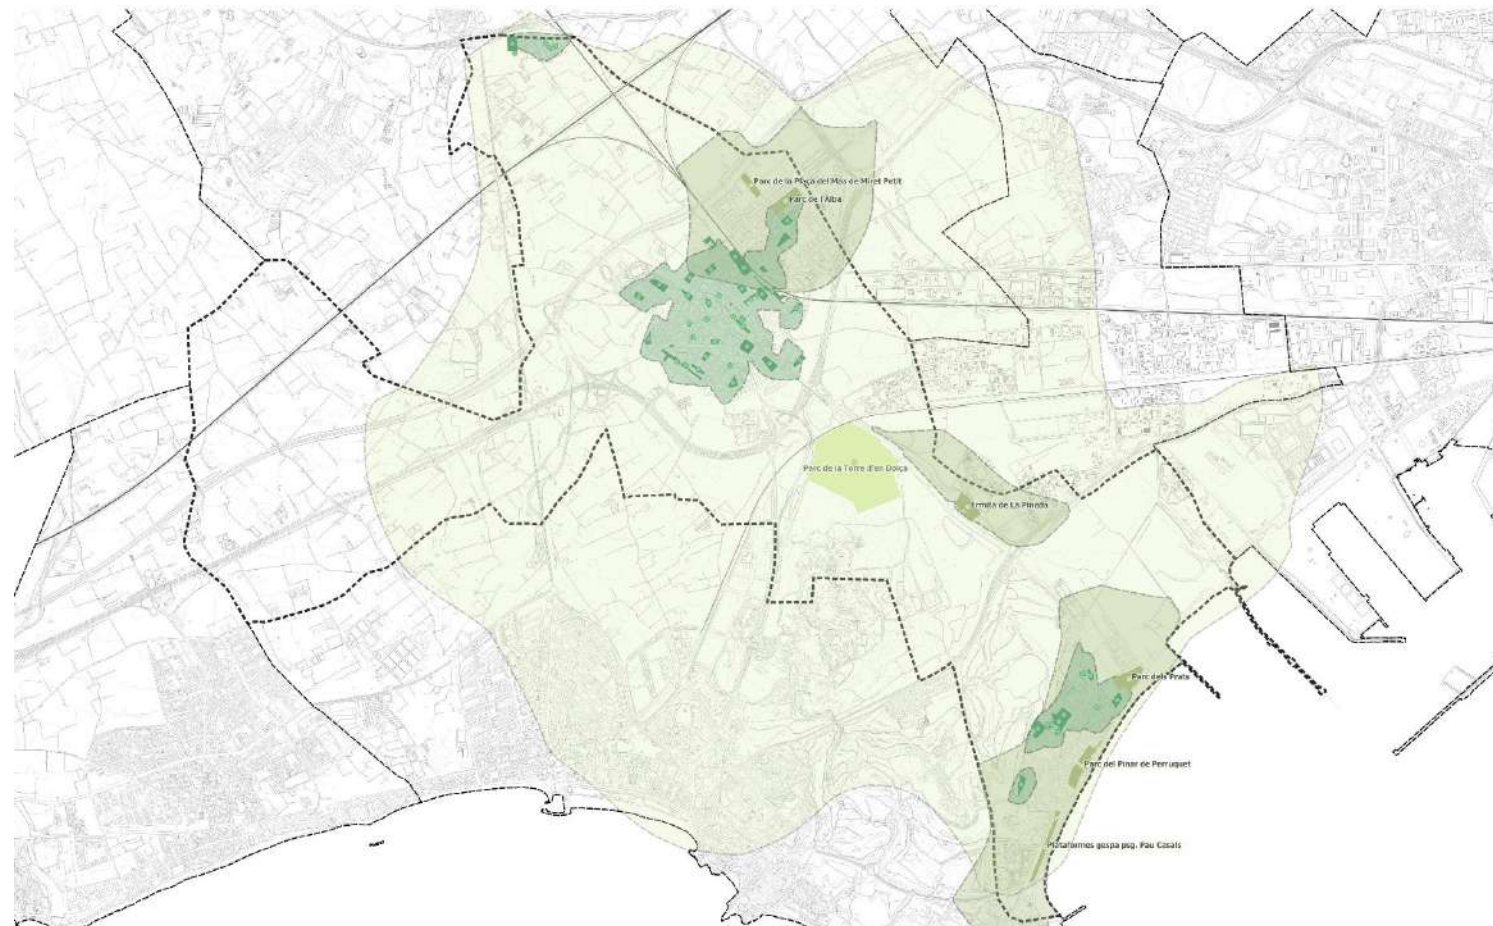 Parc de la Plaça del Mas de Miret Petit
Parc de l'Alba
Parc de la Torre d'en Dolça
Ermita de La Pineda
Parc dels Prats
Parc del Pinar de Perruquet
Plataformes gespa psg. Pau Casals